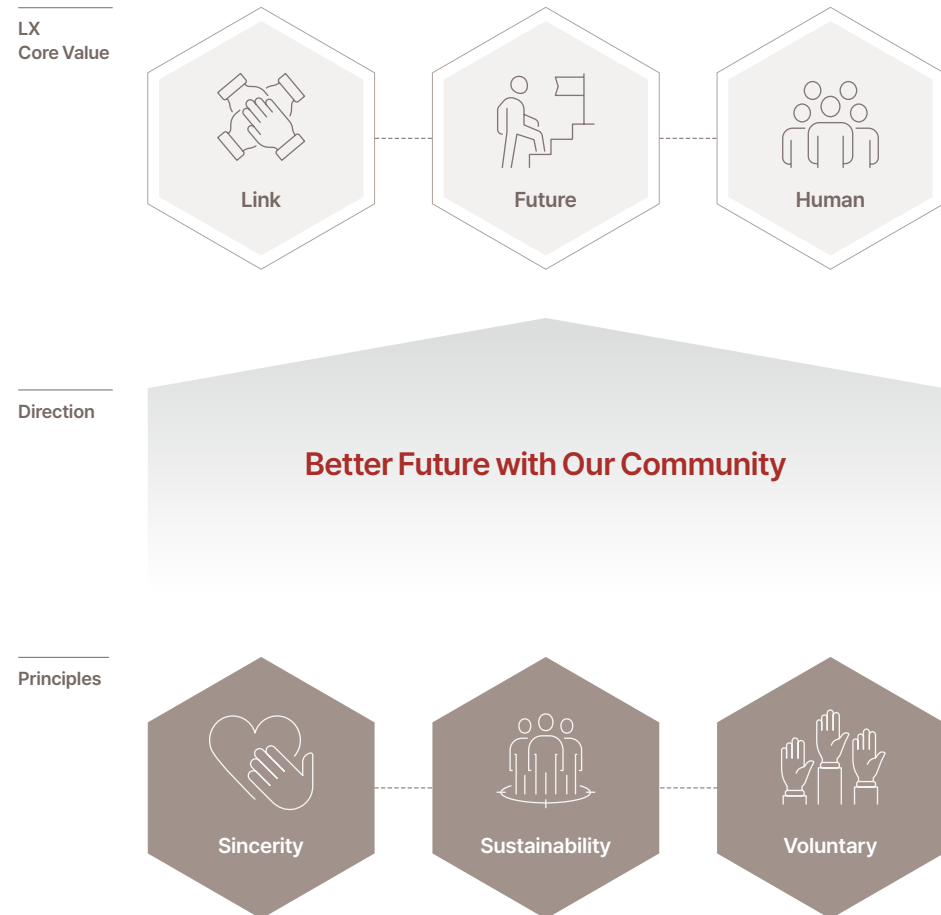 LX
Core Value
Link
Future
Human
Direction
Better Future with Our Community
Principles
Sincerity
Sustainability
Voluntary